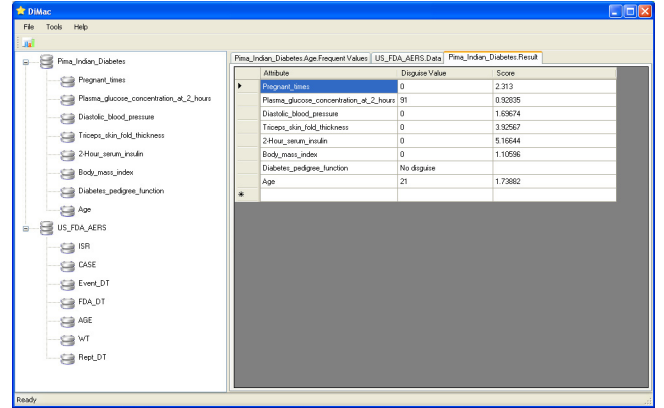 DiMac
File Tools Help
Pima_Indian_Diabetes
Pregnant_times
Plasma_glucose_concentration_at_2_hours
Diastolic_blood_pressure
Triceps_skin_fold_thickness
2-Hour_serum_insulin
Body_mass_index
Diabetes_pedigree_function
Age
US_FDA_AERS
ISR
CASE
Event_DT
FDA_DT
AGE
WT
Rept_DT
Pima_Indian_Diabetes.Age.Frequent Values US_FDA_AERS.Data Pima_Indian_Diabetes.Result
Attribute Disguise Value Score
Pregnant_times 0 2.313
Plasma_glucose_concentration_at_2_hours 91 0.92835
Diastolic_blood_pressure 0 1.69674
Triceps_skin_fold_thickness 0 3.92567
2-Hour_serum_insulin 0 5.16644
Body_mass_index 0 1.10596
Diabetes_pedigree_function No disguise
Age 21 1.73882
Ready